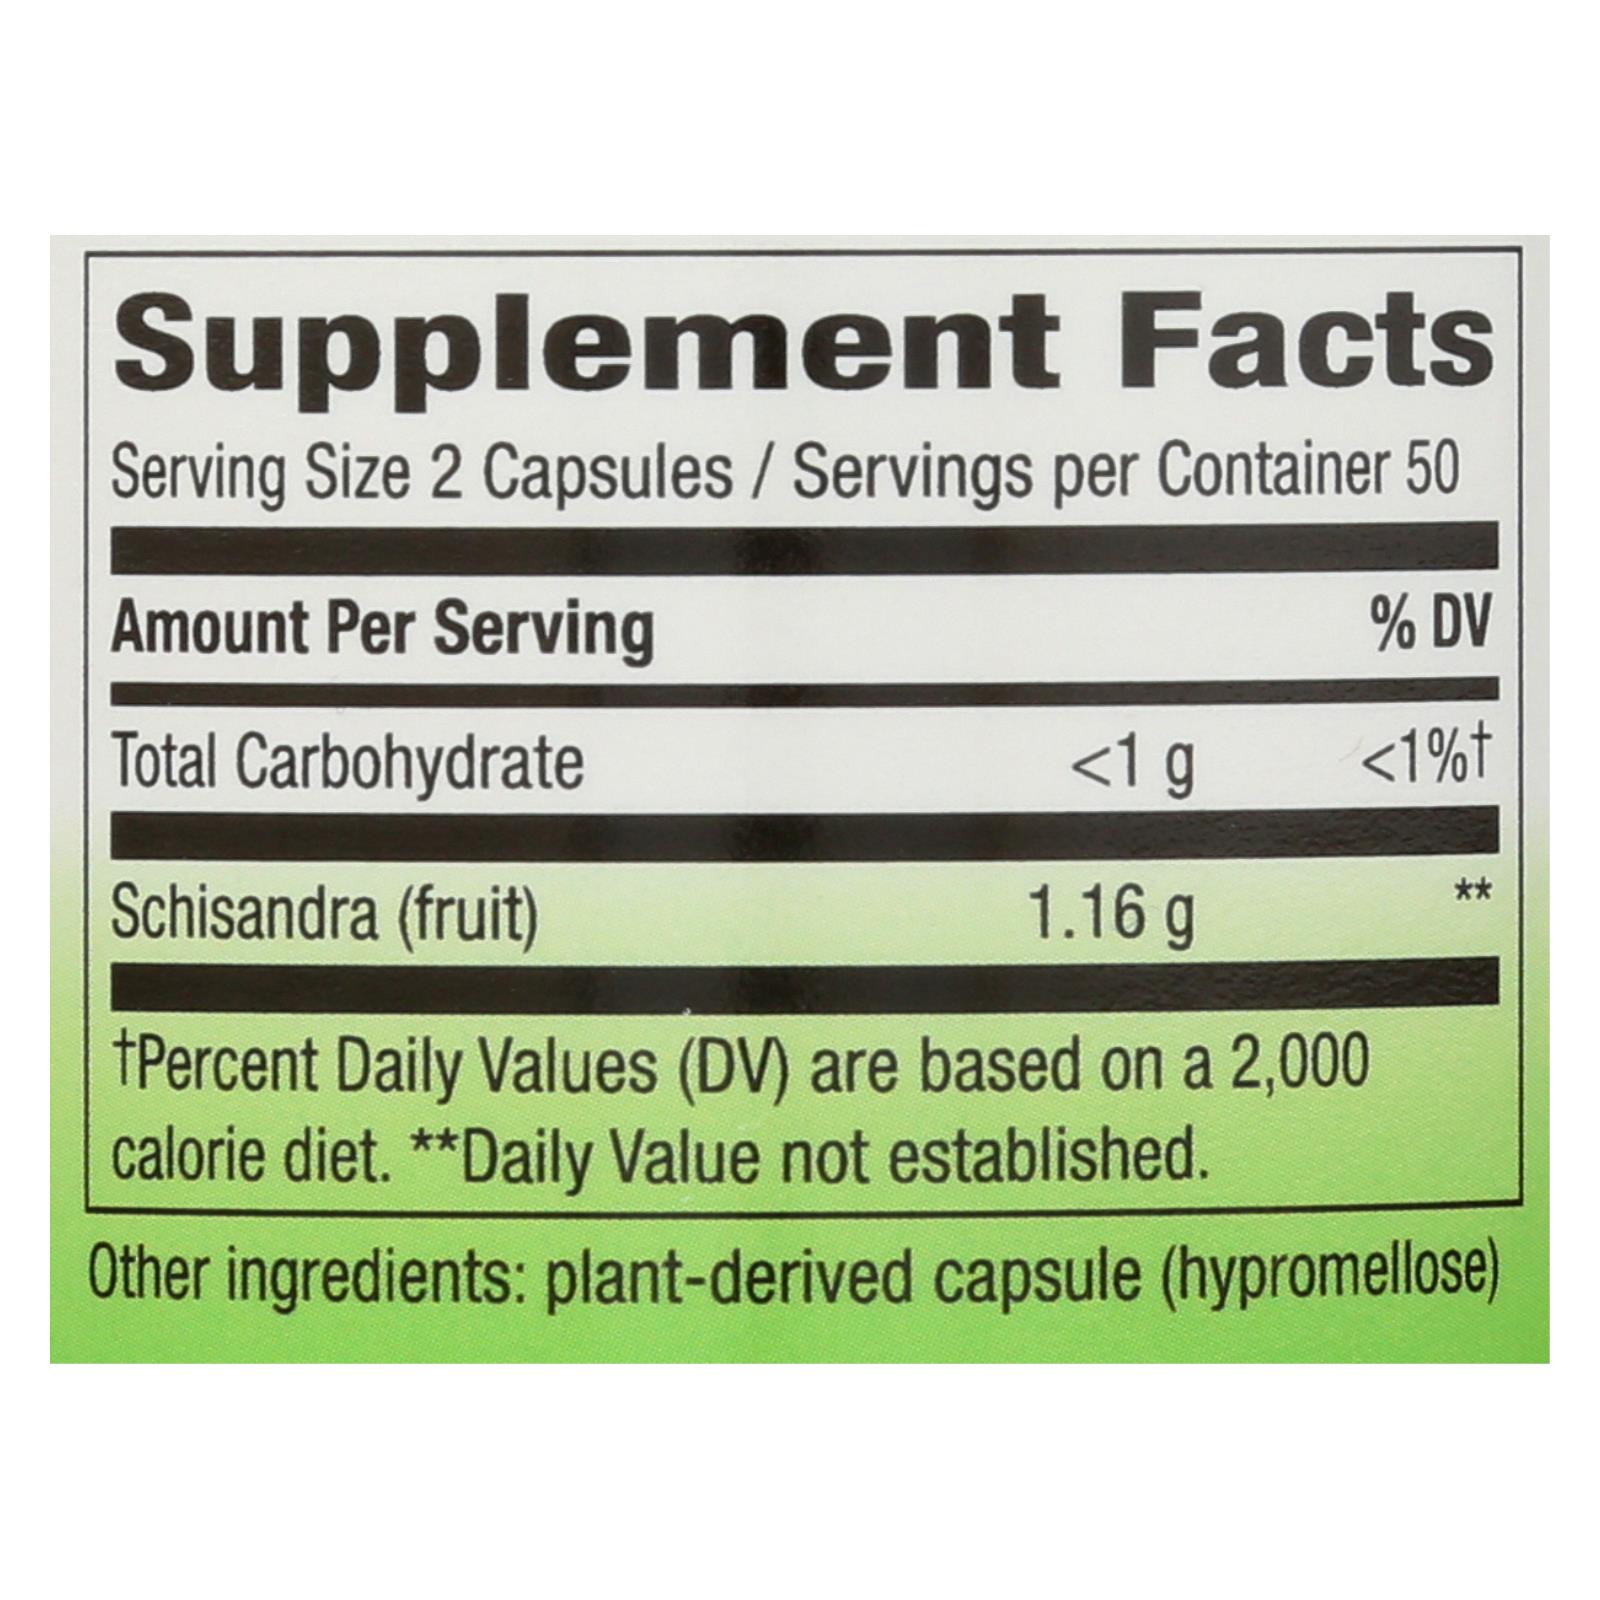 Supplement Facts
Serving Size 2 Capsules / Servings per Container 50
Amount Per Serving % DV
Total Carbohydrate <1 g <1%†
Schisandra (fruit) 1.16 g **
†Percent Daily Values (DV) are based on a 2,000
calorie diet. **Daily Value not established.
Other ingredients: plant-derived capsule (hypromellose)